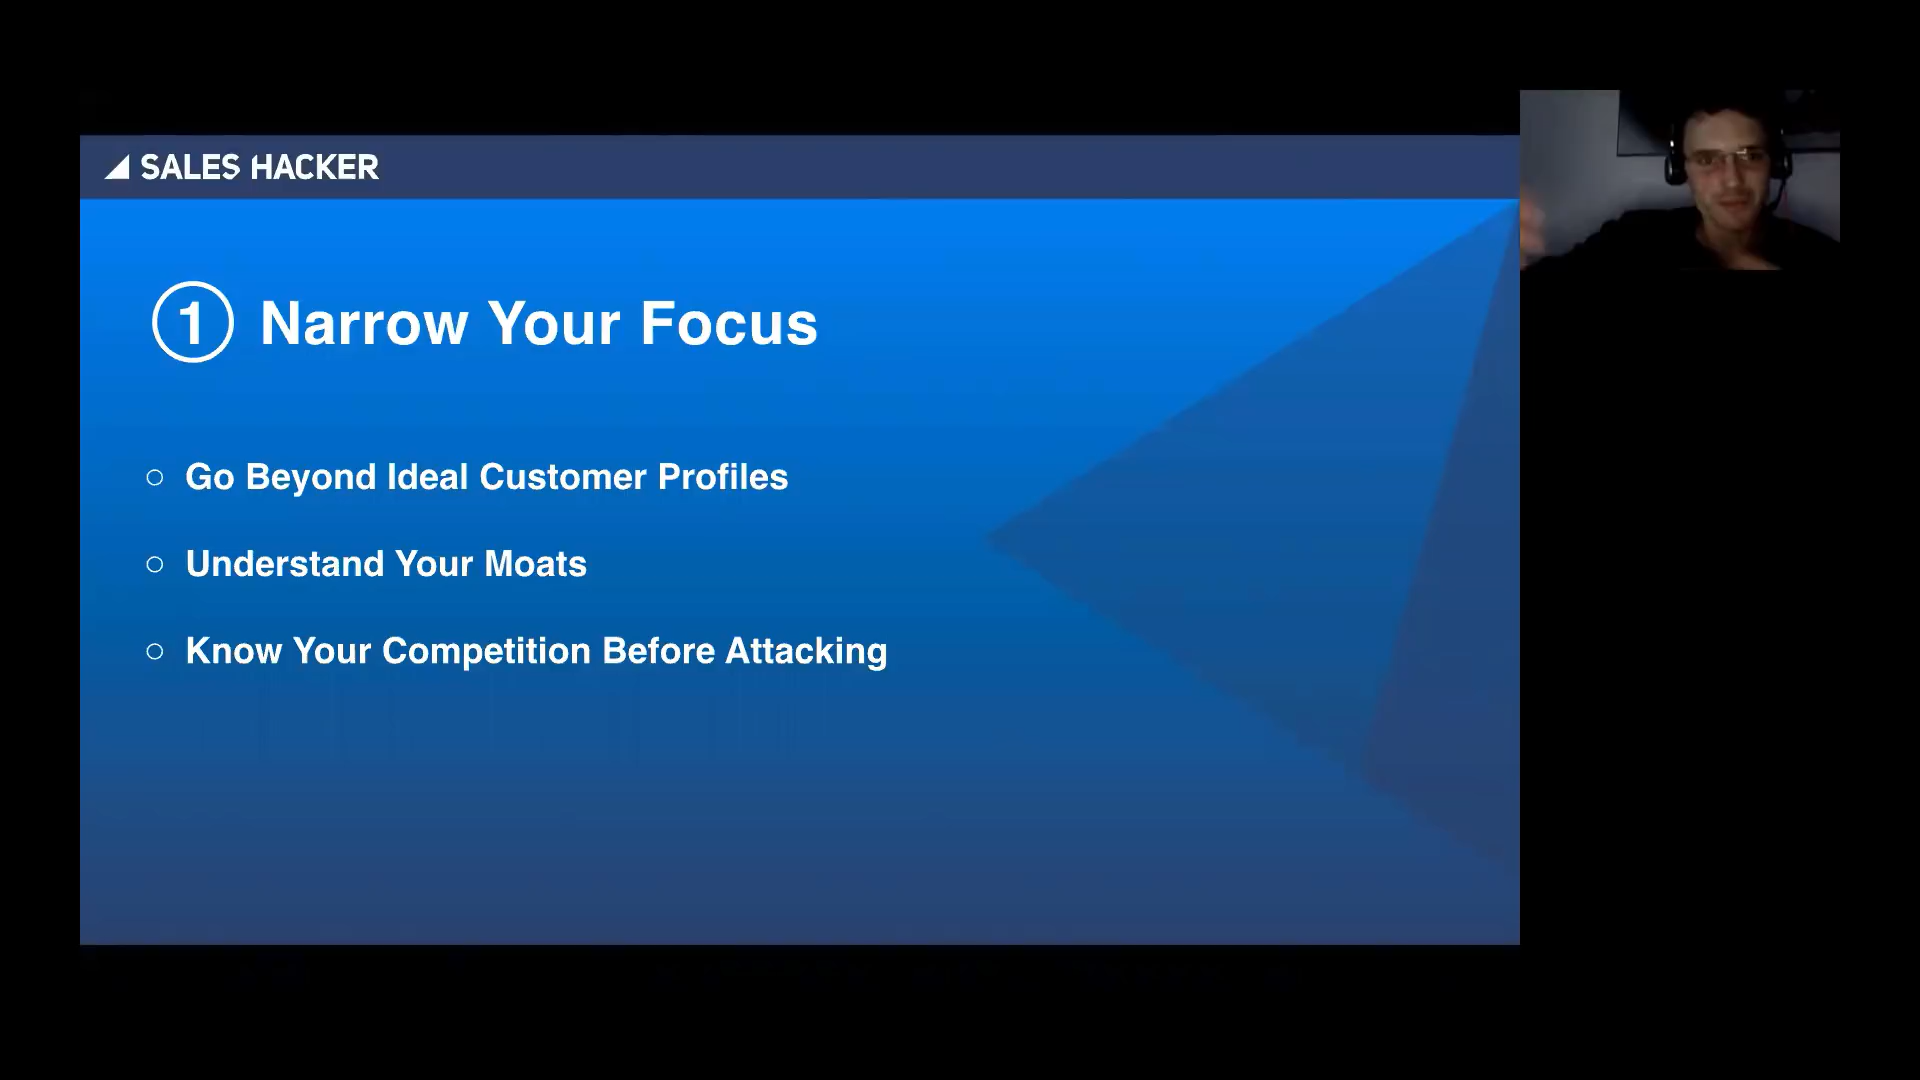 SALES HACKER
1 Narrow Your Focus
Go Beyond Ideal Customer Profiles
Understand Your Moats
Know Your Competition Before Attacking